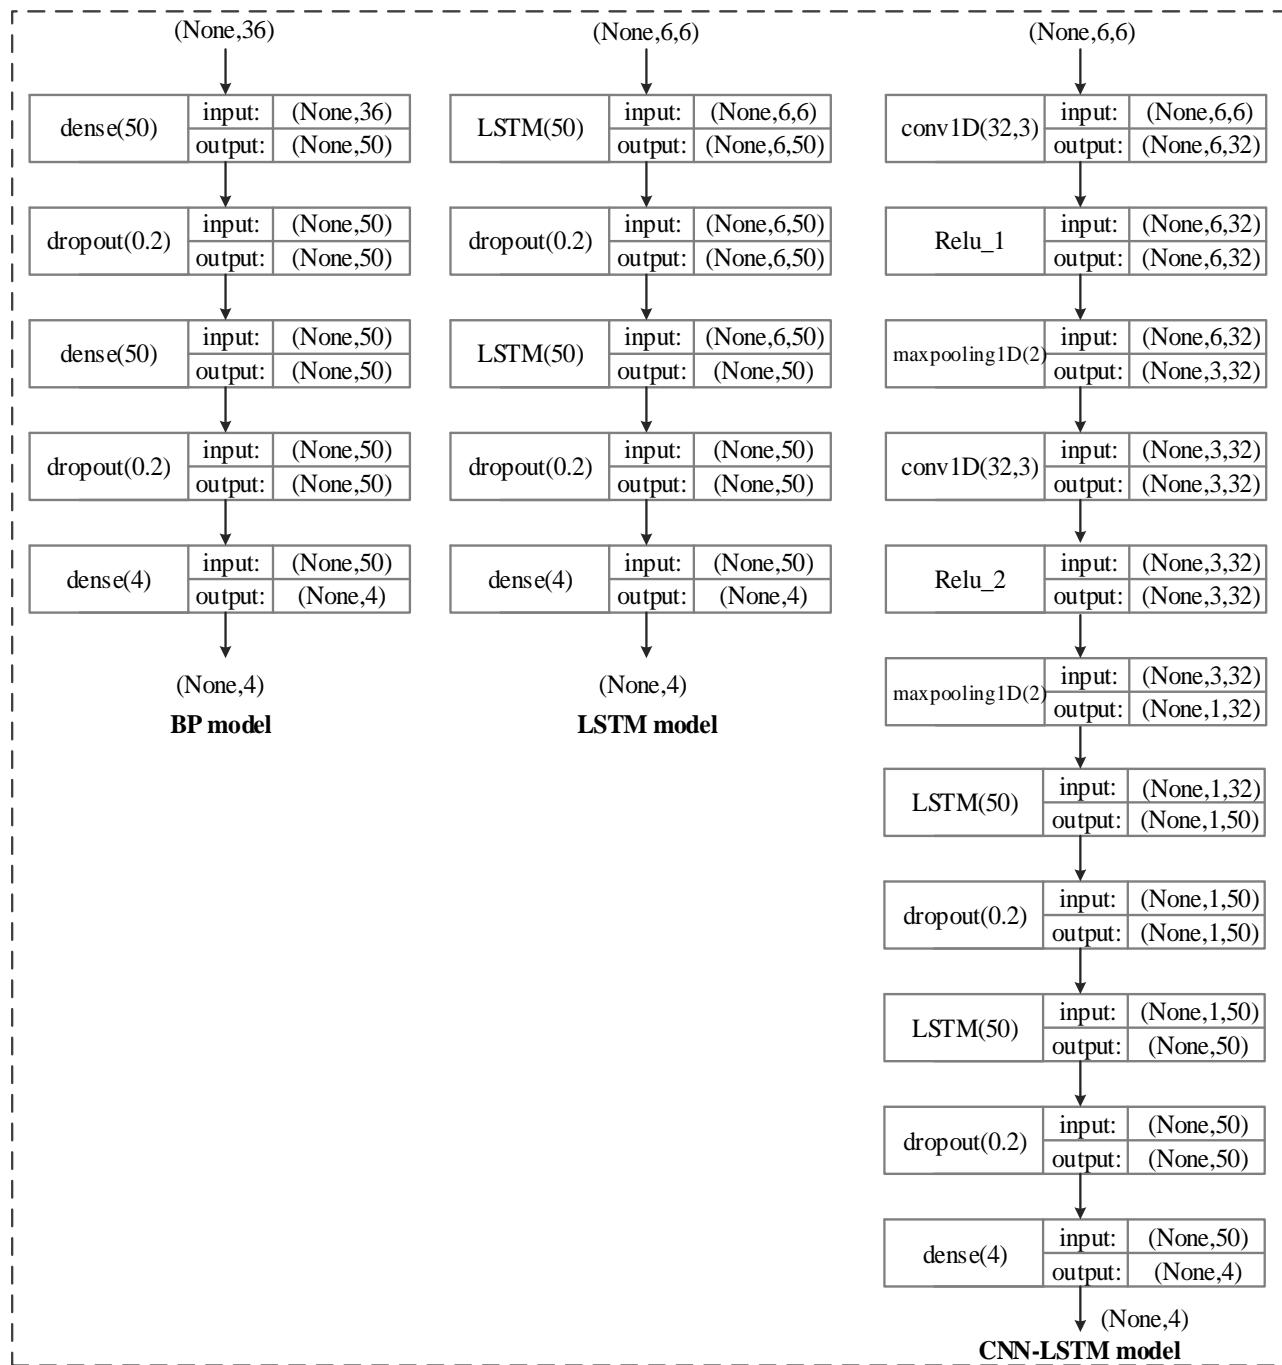 (None,36)
dense(50)
input:
(None,36)
output:
(None,50)
dropout(0.2)
input:
(None,50)
output:
(None,50)
dense(50)
input:
(None,50)
output:
(None,50)
dropout(0.2)
input:
(None,50)
output:
(None,50)
dense(4)
input:
(None,50)
output:
(None,4)
(None,4)
BP model
(None,6,6)
LSTM(50)
input:
(None,6,6)
output:
(None,6,50)
dropout(0.2)
input:
(None,6,50)
output:
(None,6,50)
LSTM(50)
input:
(None,6,50)
output:
(None,50)
dropout(0.2)
input:
(None,50)
output:
(None,50)
dense(4)
input:
(None,50)
output:
(None,4)
(None,4)
LSTM model
(None,6,6)
conv1D(32,3)
input:
(None,6,6)
output:
(None,6,32)
Relu_1
input:
(None,6,32)
output:
(None,6,32)
maxpooling1D(2)
input:
(None,6,32)
output:
(None,3,32)
conv1D(32,3)
input:
(None,3,32)
output:
(None,3,32)
Relu_2
input:
(None,3,32)
output:
(None,3,32)
maxpooling1D(2)
input:
(None,3,32)
output:
(None,1,32)
LSTM(50)
input:
(None,1,32)
output:
(None,1,50)
dropout(0.2)
input:
(None,1,50)
output:
(None,1,50)
LSTM(50)
input:
(None,1,50)
output:
(None,50)
dropout(0.2)
input:
(None,50)
output:
(None,50)
dense(4)
input:
(None,50)
output:
(None,4)
(None,4)
CNN-LSTM model